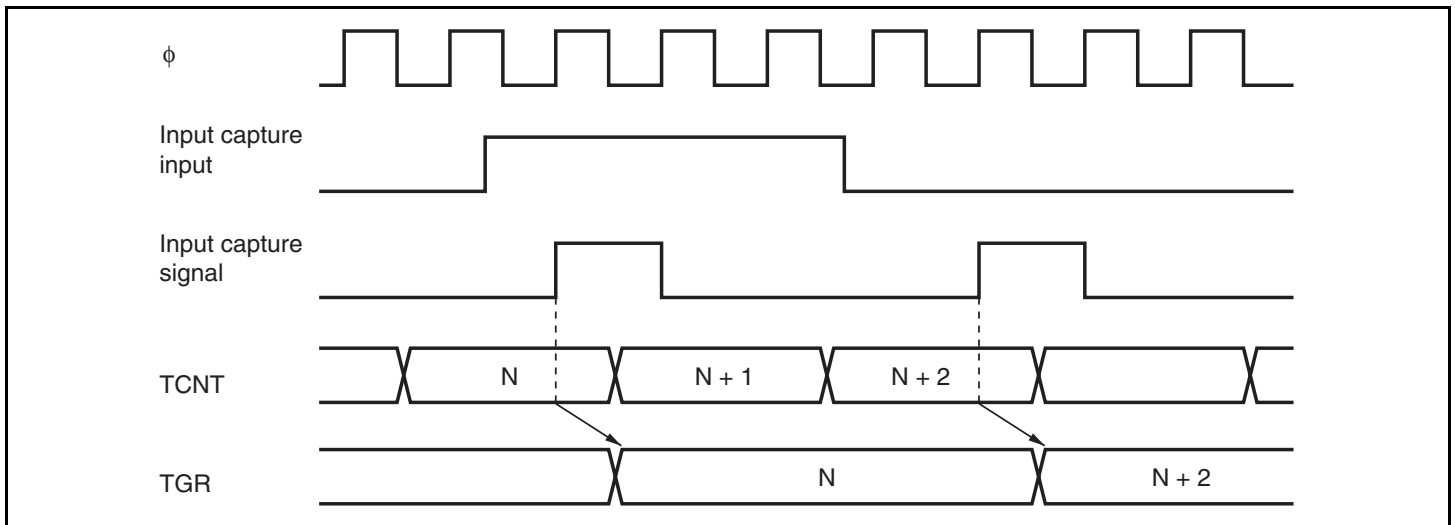 ϕ
Input capture
input
Input capture
signal
TCNT
N
N + 1
N + 2
TGR
N
N + 2